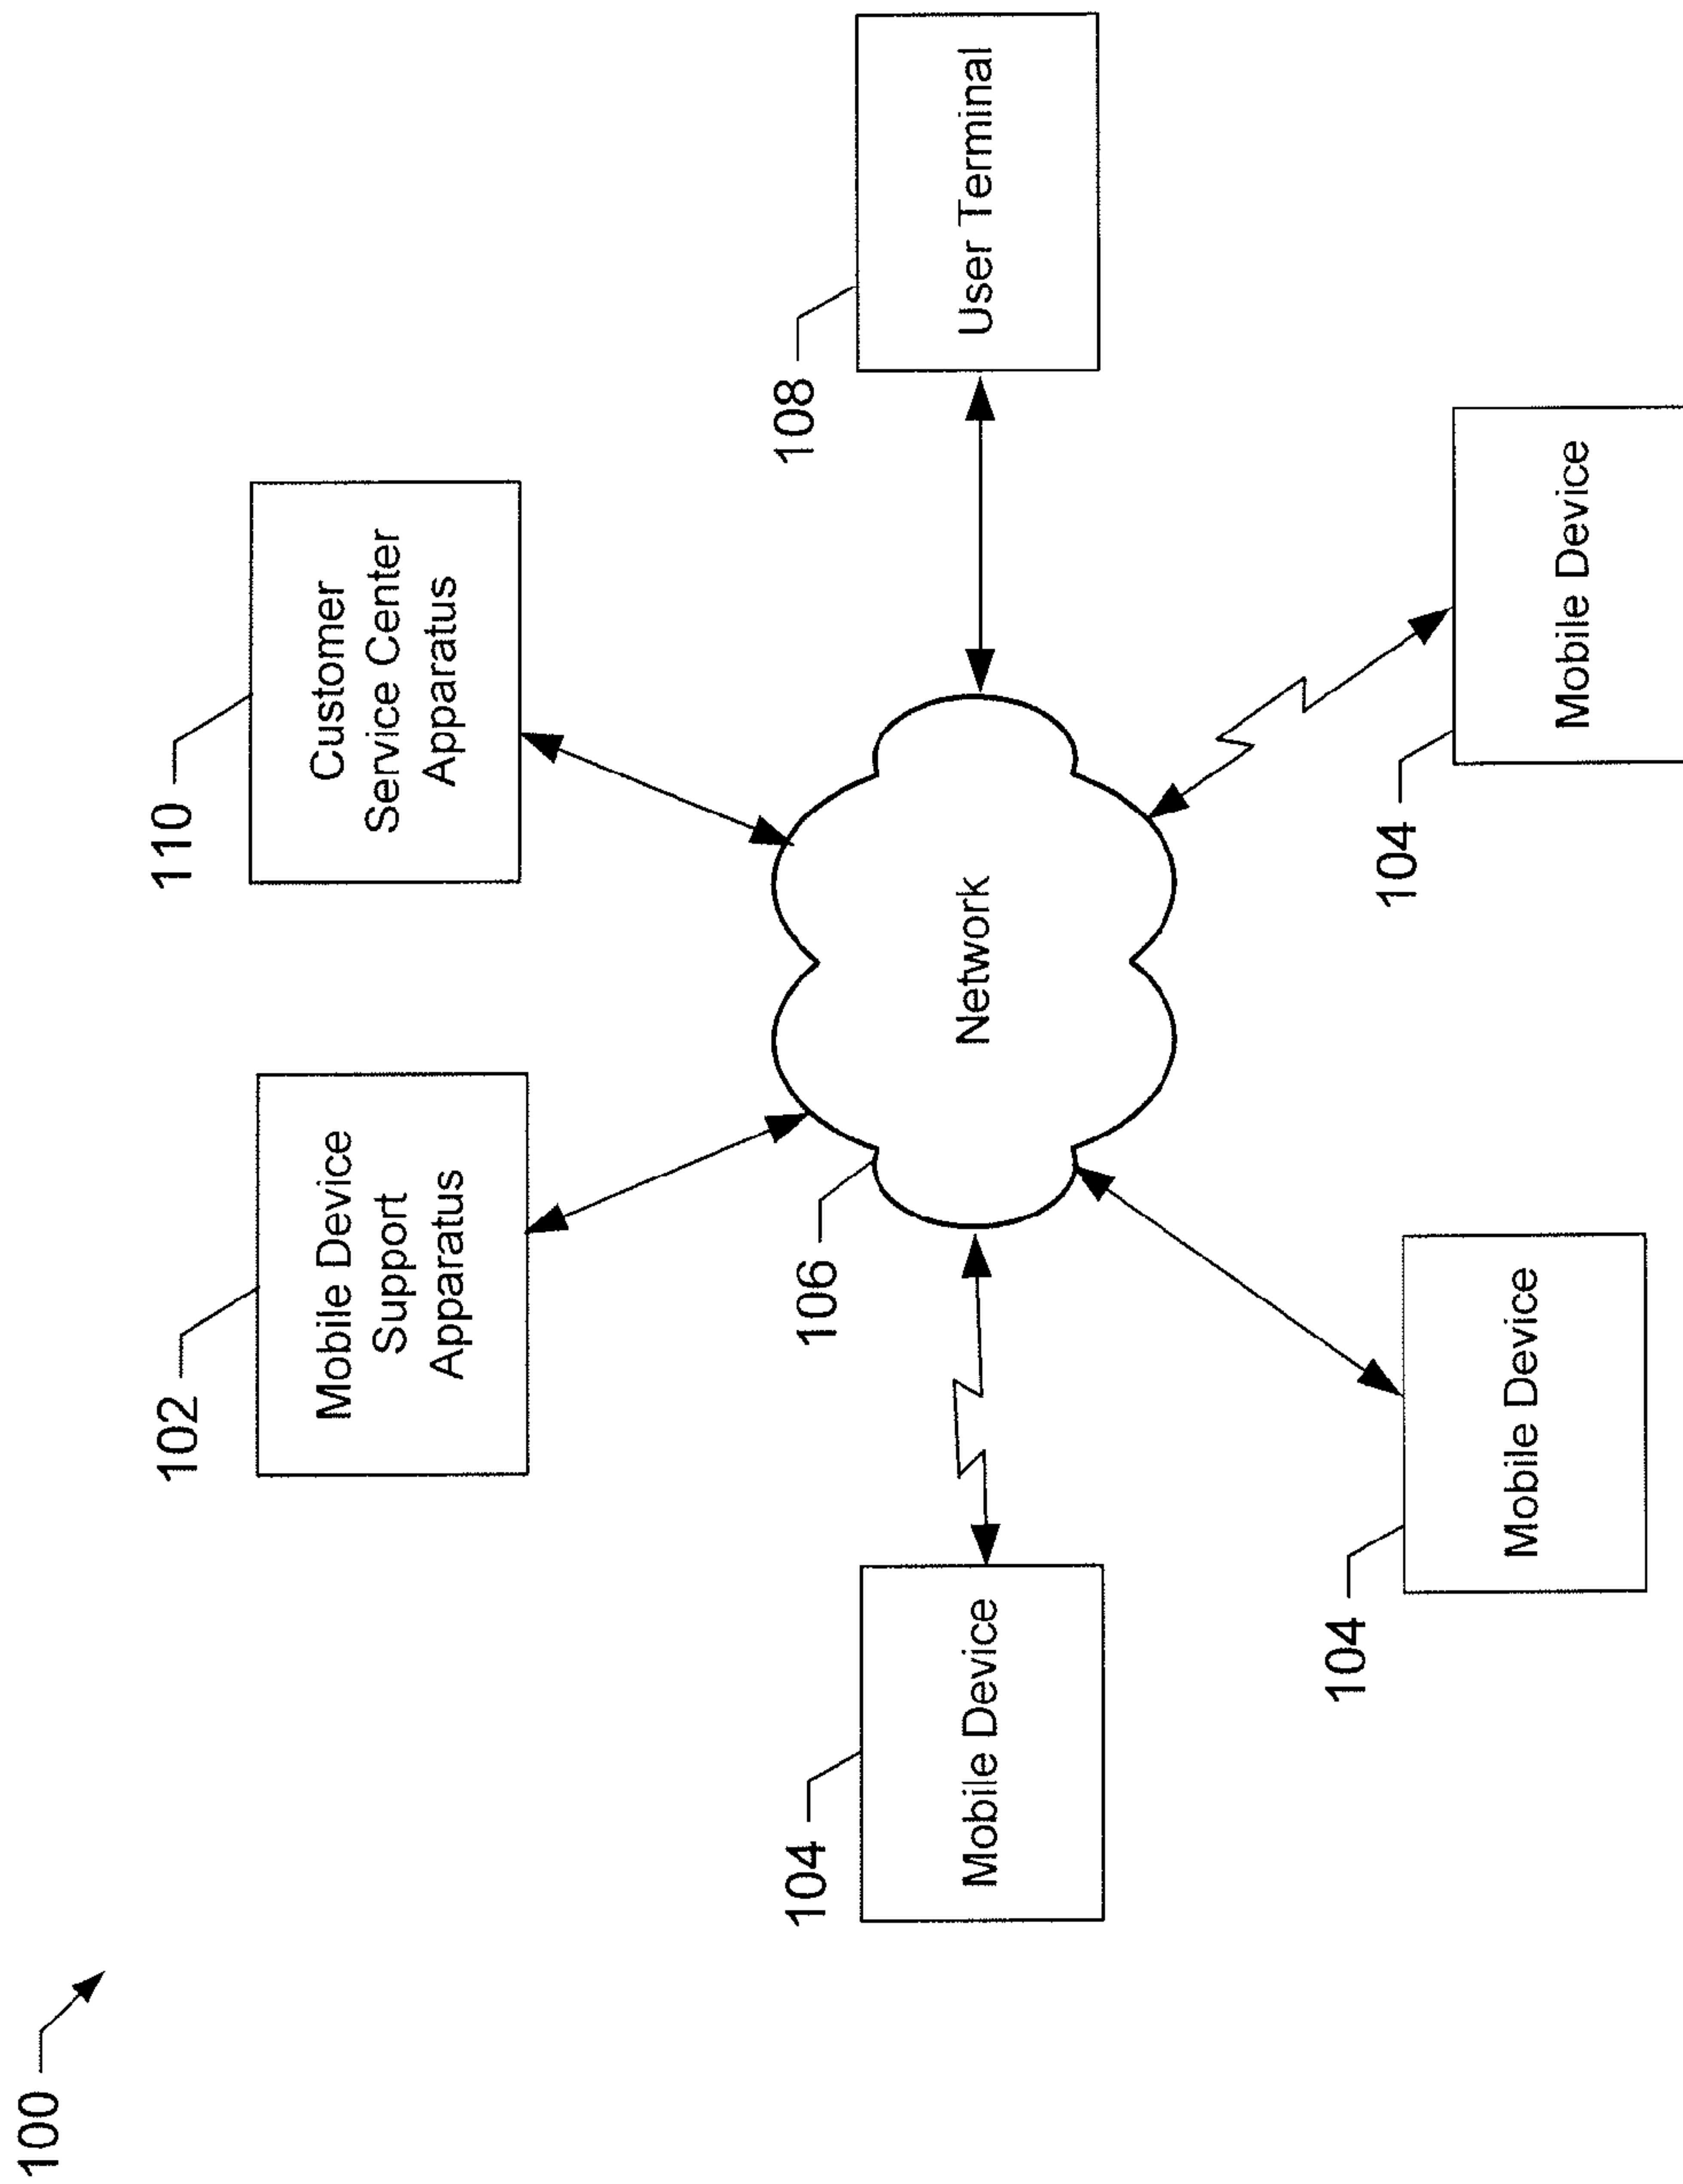 100
102
Mobile Device
Support
Apparatus
110
Customer
Service Center
Apparatus
106
Network
104
Mobile Device
108
User Terminal
104
Mobile Device
104
Mobile Device